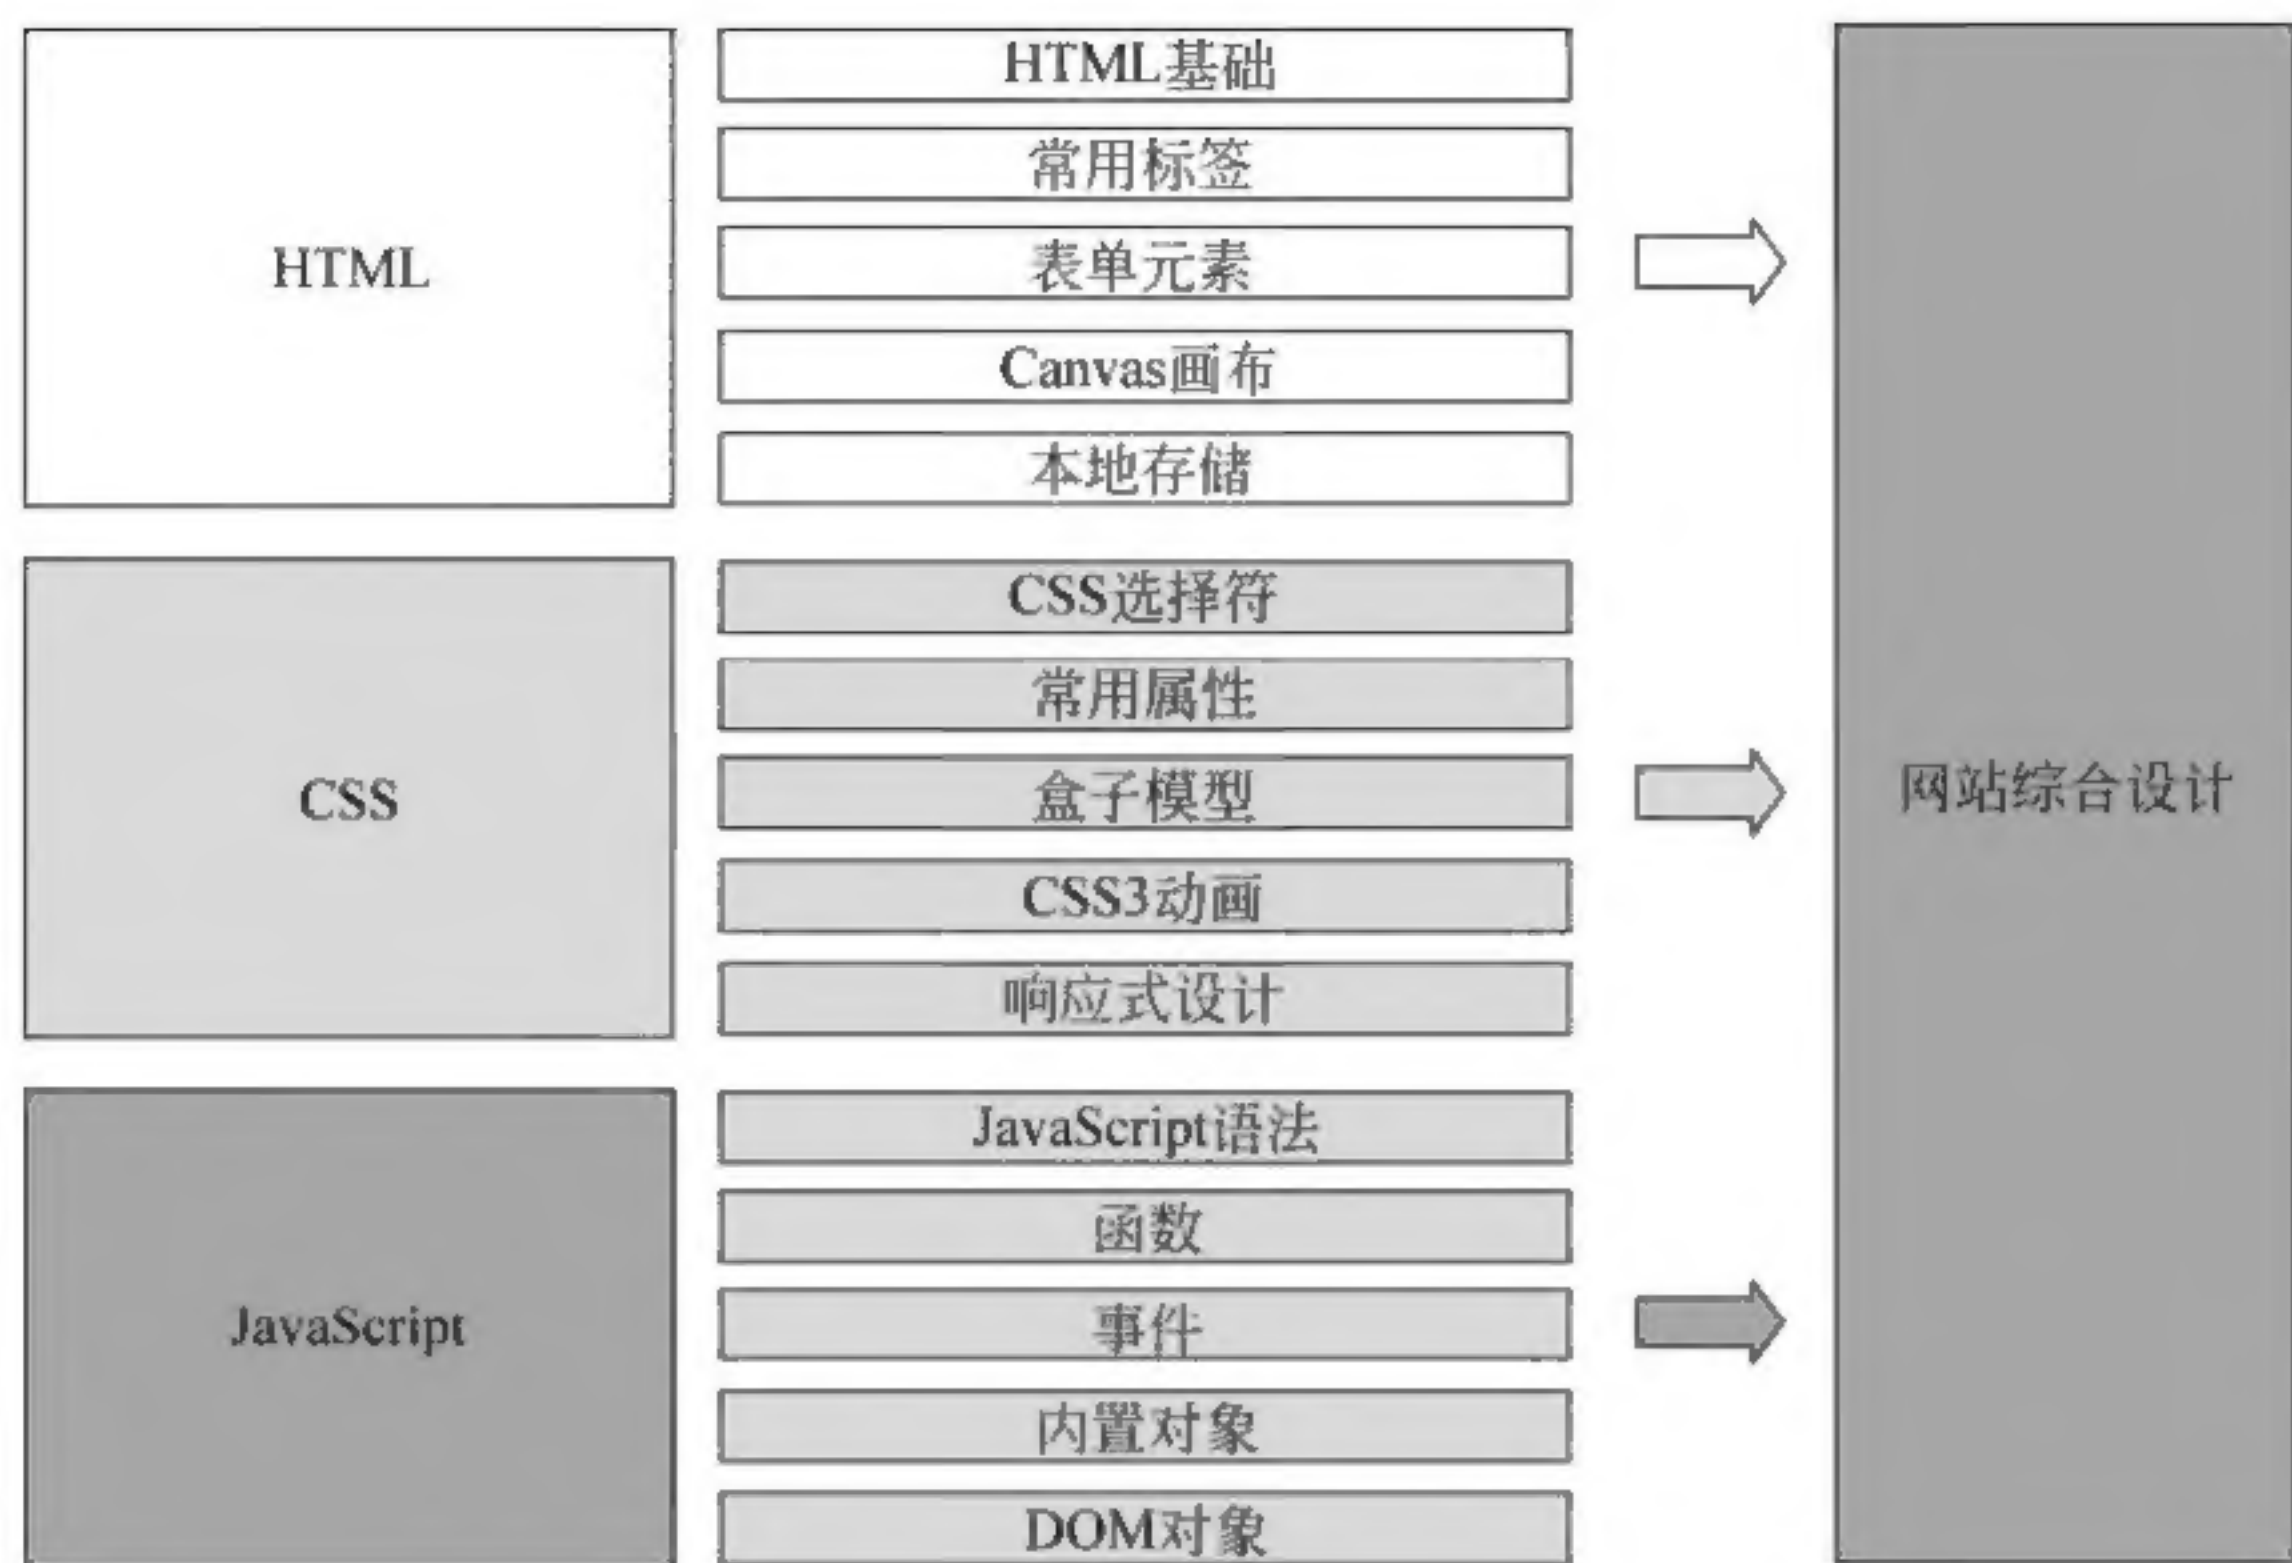 HTML
HTML基础
常用标签
表单元素
Canvas画布
本地存储
CSS
CSS选择符
常用属性
盒子模型
CSS3动画
响应式设计
JavaScript
JavaScript语法
函数
事件
内置对象
DOM对象
网站综合设计